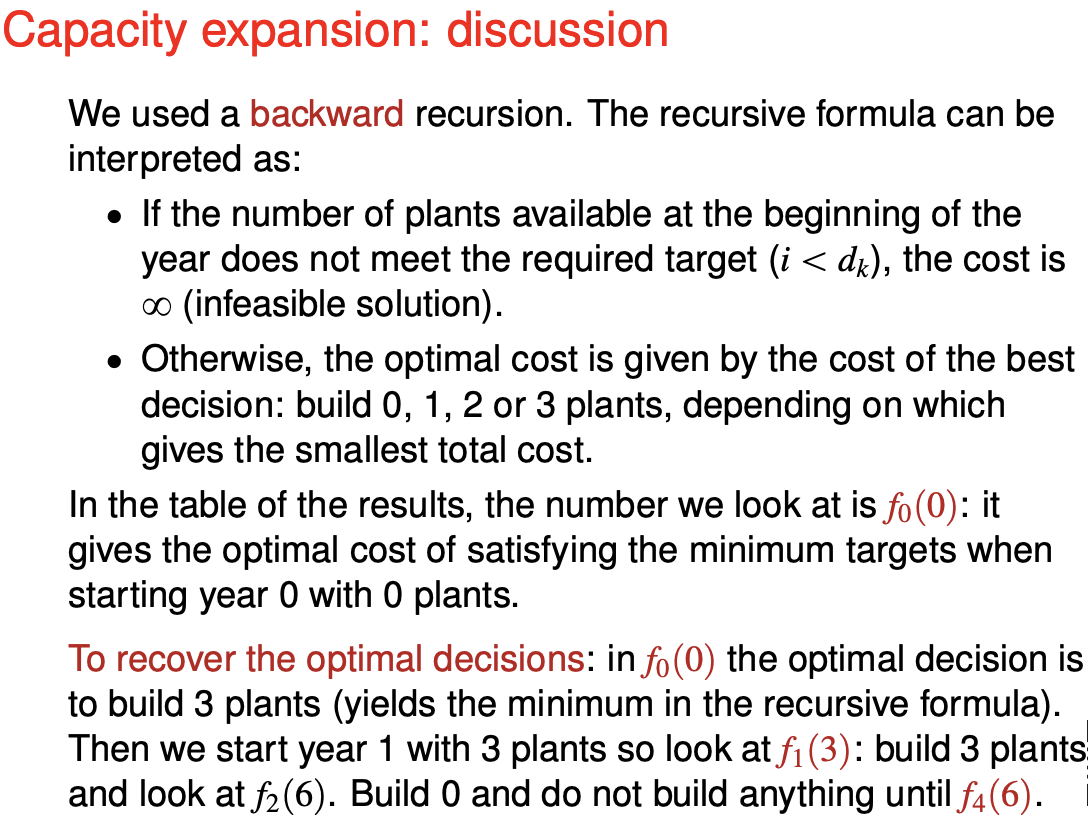 Capacity expansion: discussion
We used a backward recursion. The recursive formula can be
interpreted as:
• If the number of plants available at the beginning of the
year does not meet the required target (i < dₖ), the cost is
∞ (infeasible solution).
• Otherwise, the optimal cost is given by the cost of the best
decision: build 0, 1, 2 or 3 plants, depending on which
gives the smallest total cost.
In the table of the results, the number we look at is f₀(0): it
gives the optimal cost of satisfying the minimum targets when
starting year 0 with 0 plants.
To recover the optimal decisions: in f₀(0) the optimal decision is
to build 3 plants (yields the minimum in the recursive formula).
Then we start year 1 with 3 plants so look at f₁(3): build 3 plants
and look at f₂(6). Build 0 and do not build anything until f₄(6).